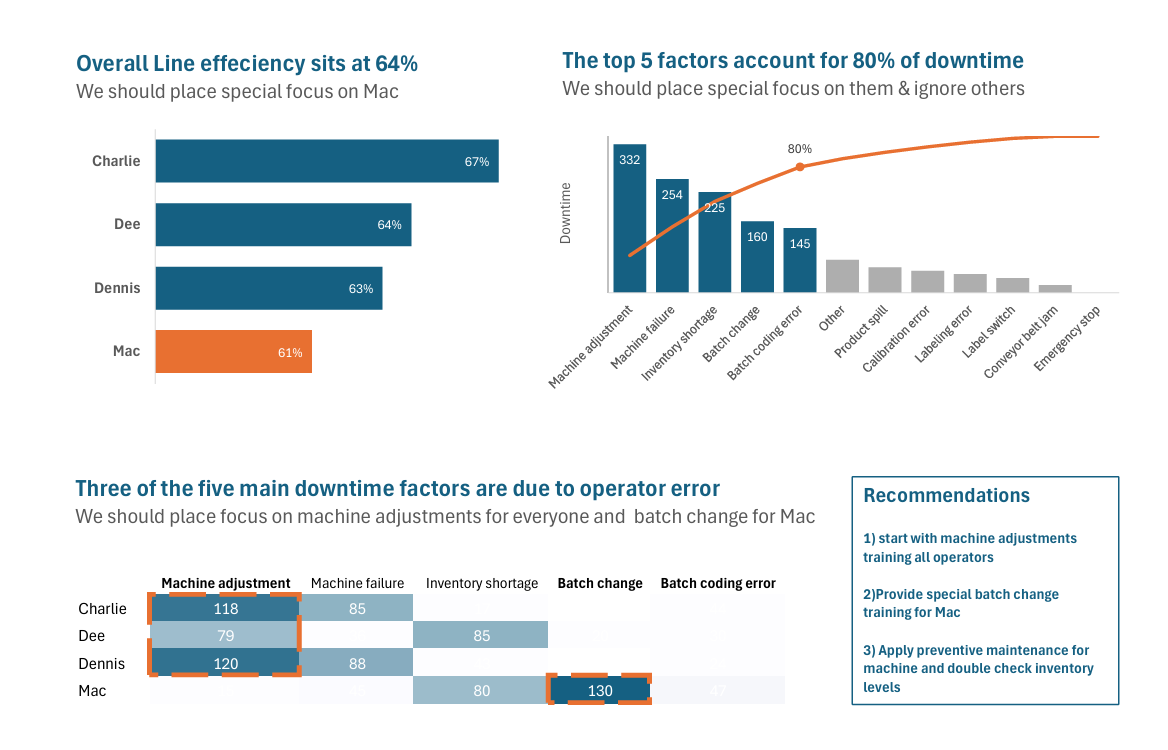 Overall Line effeciency sits at 64%
We should place special focus on Mac
Charlie
67%
Dee
64%
Dennis
63%
Mac
61%
The top 5 factors account for 80% of downtime
We should place special focus on them & ignore others
Downtime
80%
332
254
225
160
145
Machine adjustment
Machine failure
Inventory shortage
Batch change
Batch coding error
Other
Product spill
Calibration error
Labeling error
Label switch
Conveyor belt jam
Emergency stop
Three of the five main downtime factors are due to operator error
We should place focus on machine adjustments for everyone and  batch change for Mac
Machine adjustment Machine failure Inventory shortage Batch change Batch coding error
Charlie 118 85
Dee 79 85
Dennis 120 88
Mac 80 130 47
Recommendations
1) start with machine adjustments
training all operators
2)Provide special batch change
training for Mac
3) Apply preventive maintenance for
machine and double check inventory
levels